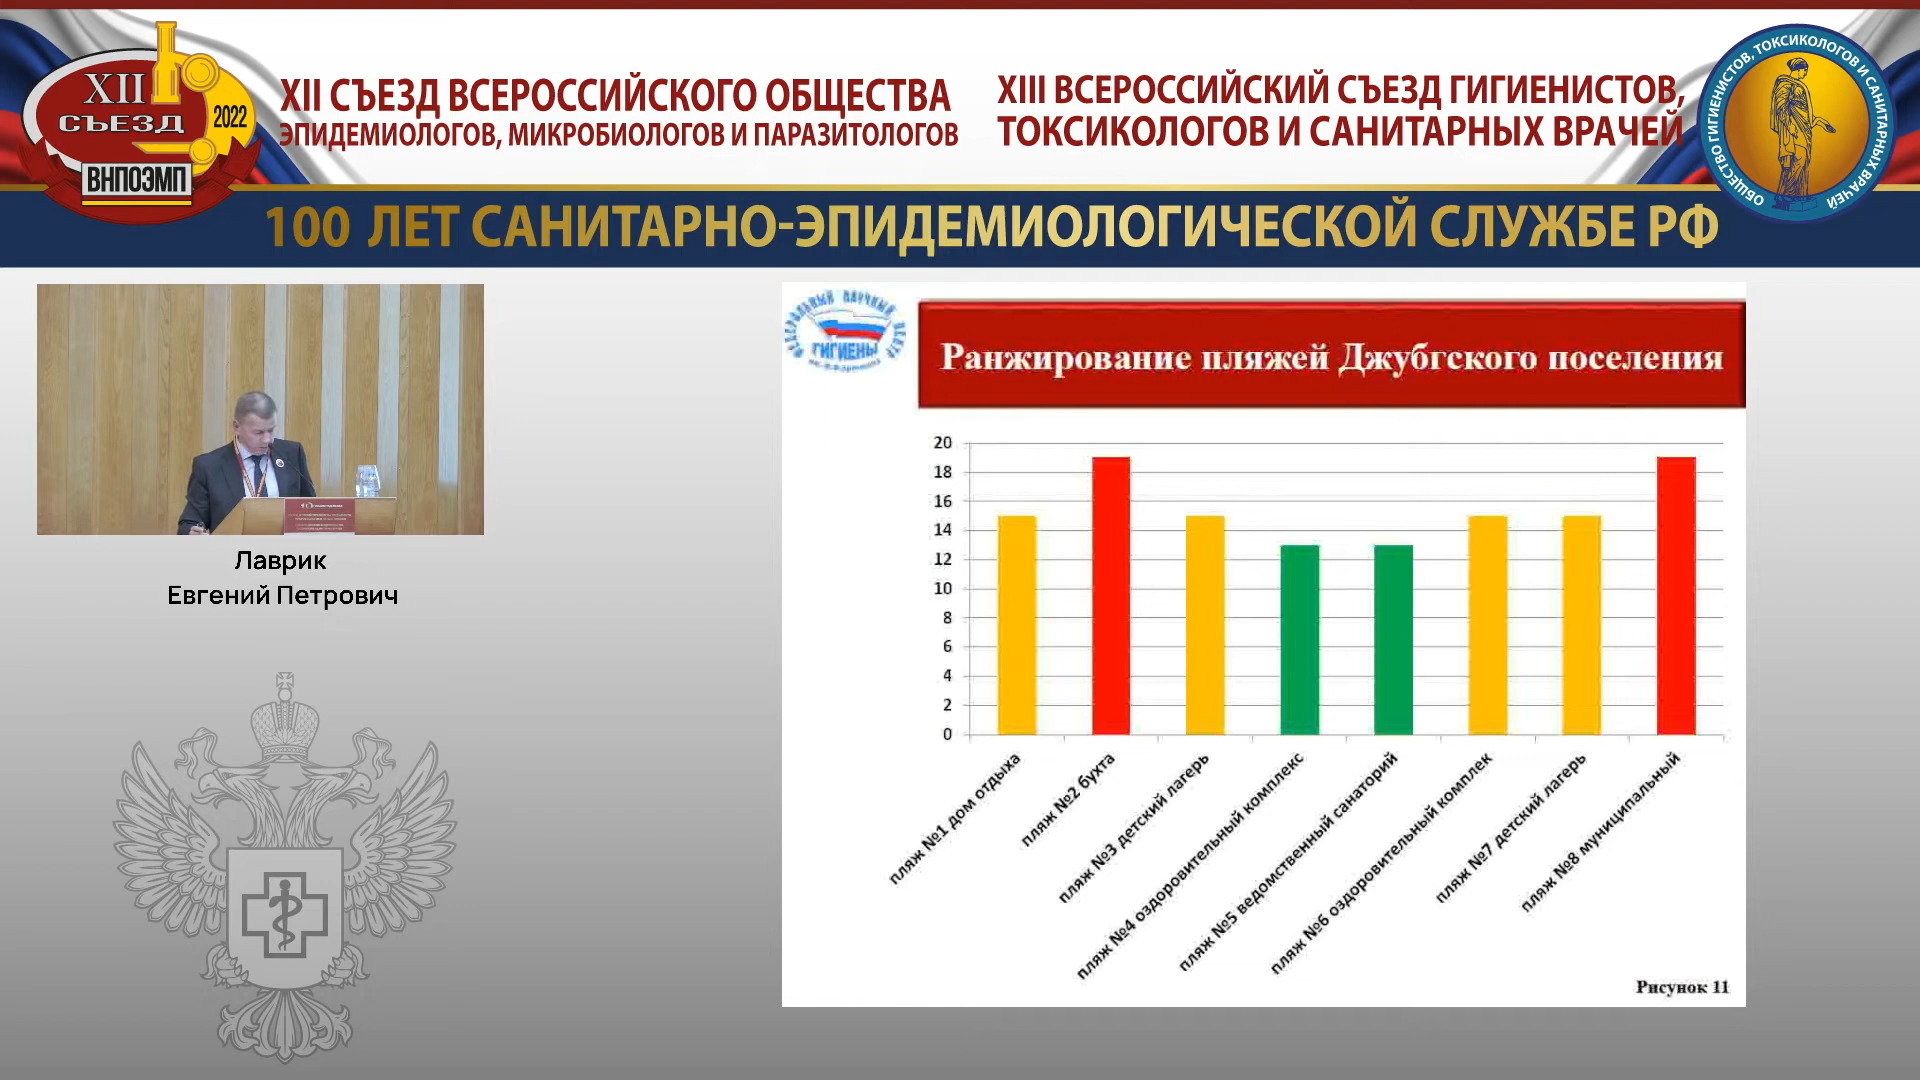 XII
СЪЕЗД
2022
ВНПОЭМП
XII СЪЕЗД ВСЕРОССИЙСКОГО ОБЩЕСТВА
ЭПИДЕМИОЛОГОВ, МИКРОБИОЛОГОВ И ПАРАЗИТОЛОГОВ
XIII ВСЕРОССИЙСКИЙ СЪЕЗД ГИГИЕНИСТОВ,
ТОКСИКОЛОГОВ И САНИТАРНЫХ ВРАЧЕЙ
ОБЩЕСТВО ГИГИЕНИСТОВ, ТОКСИКОЛОГОВ И САНИТАРНЫХ ВРАЧЕЙ
100 ЛЕТ САНИТАРНО-ЭПИДЕМИОЛОГИЧЕСКОЙ СЛУЖБЕ РФ
Лаврик
Евгений Петрович
ФЕДЕРАЛЬНЫЙ НАУЧНЫЙ ЦЕНТР
ГИГИЕНЫ
Ранжирование пляжей Джубгского поселения
20
18
16
14
12
10
8
6
4
2
0
пляж №1 дом отдыха
пляж №2 бухта
пляж №3 детский лагерь
пляж №4 оздоровительный комплекс
пляж №5 ведомственный санаторий
пляж №6 оздоровительный комплек
пляж №7 детский лагерь
пляж №8 муниципальный
Рисунок 11